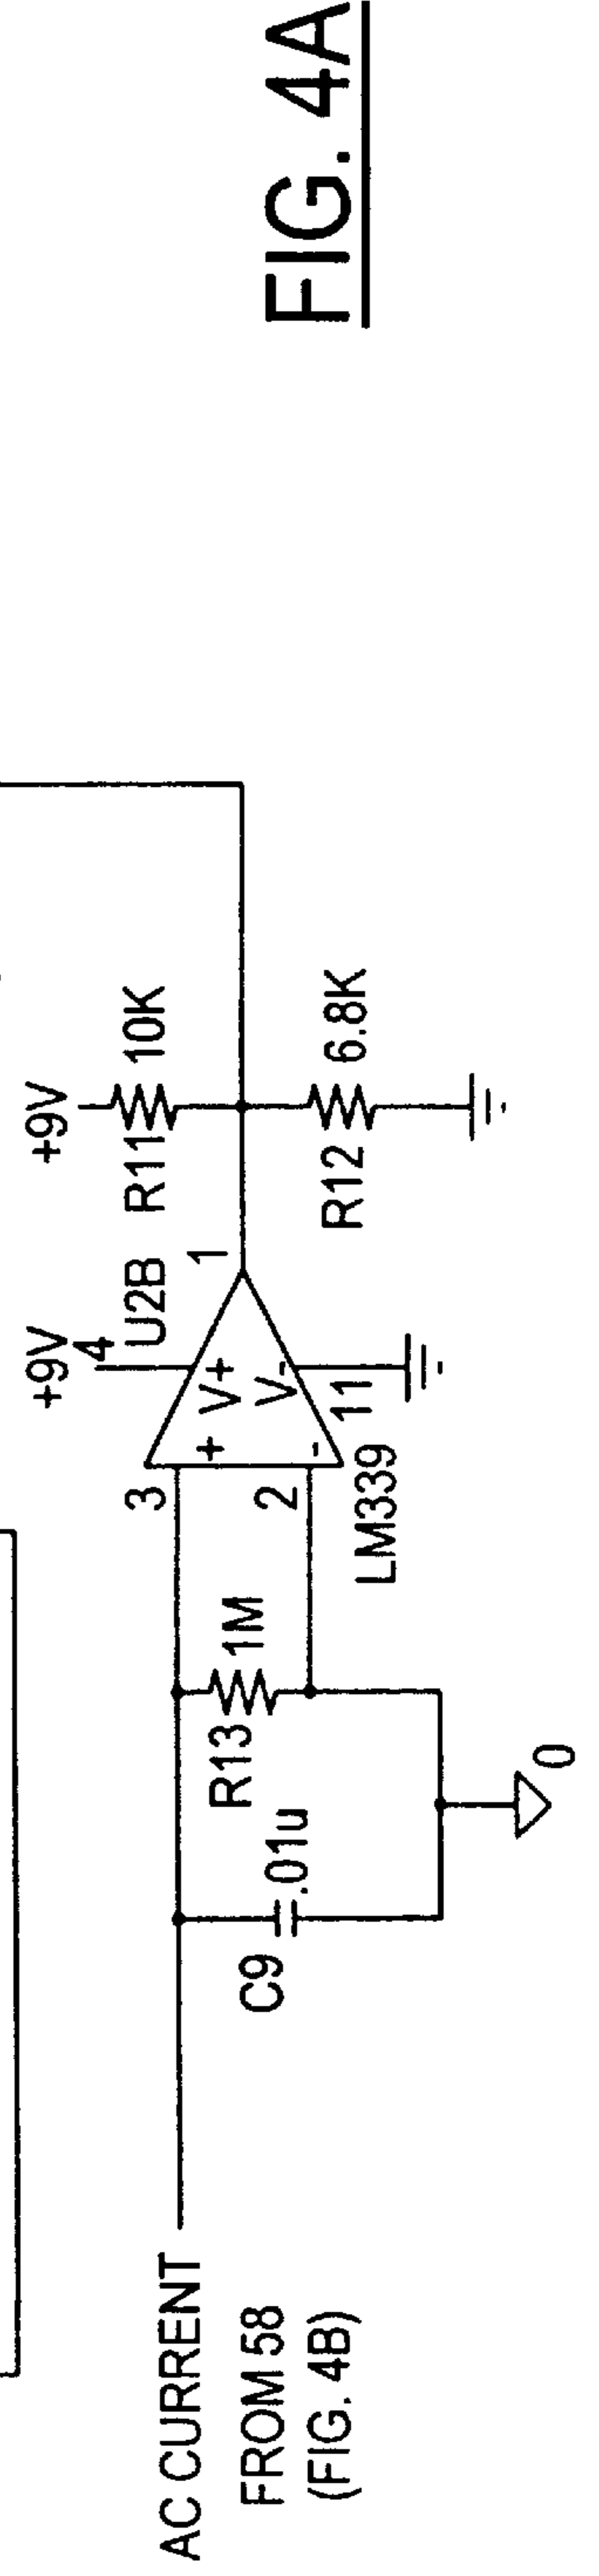 +9V
+9V
4
U2B
R11
10K
3
+
V+
1
2
-
V-
11
LM339
R12
6.8K
R13
1M
C9
.01u
0
AC CURRENT
FROM 58
(FIG. 4B)
FIG. 4A